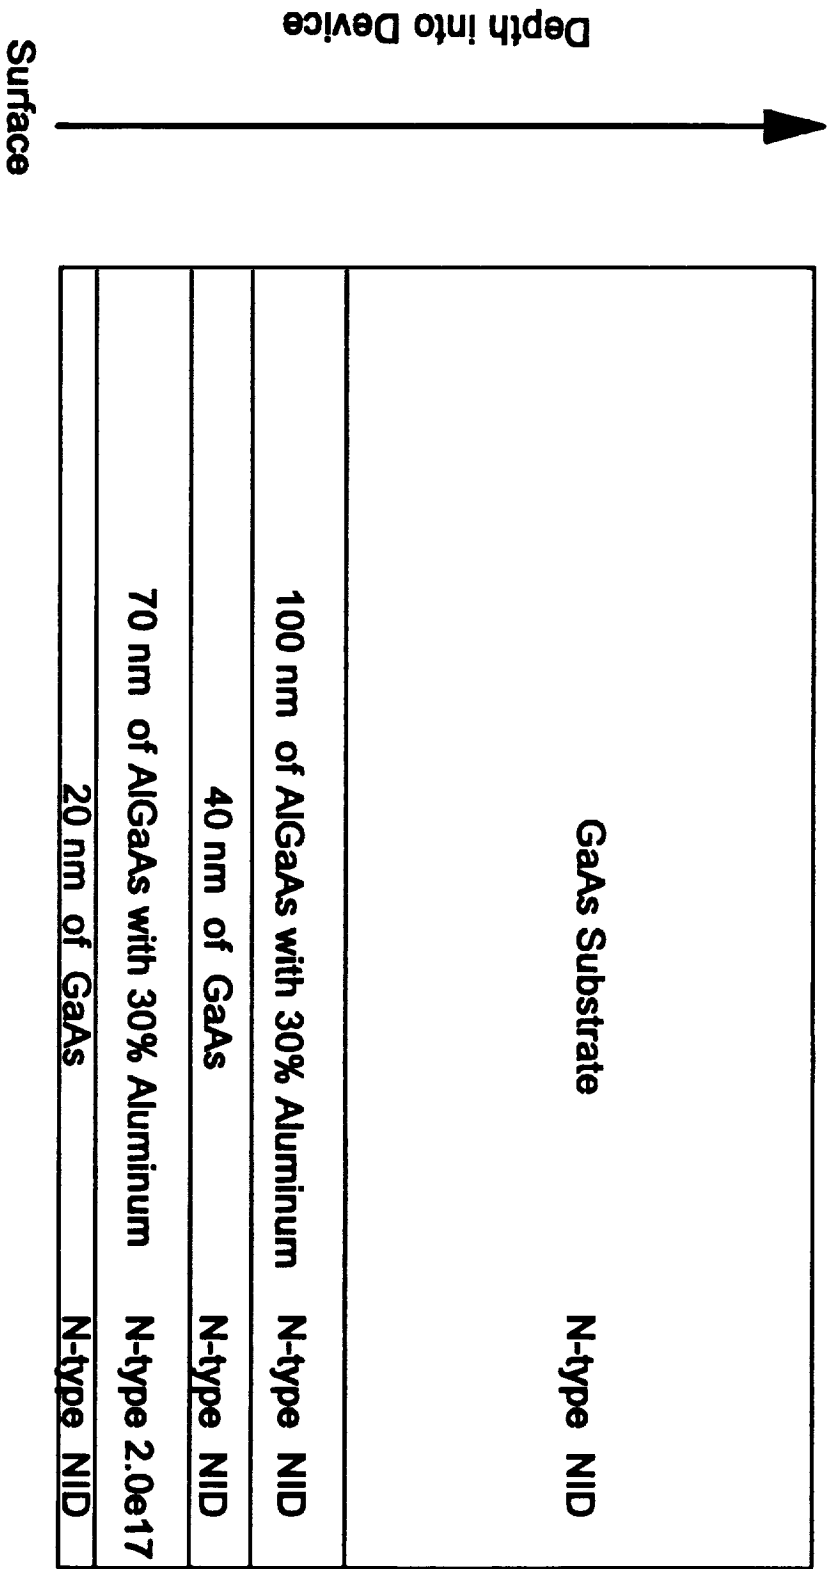 Surface
Depth into Device
20 nm of GaAs N-type NID
70 nm of AlGaAs with 30% Aluminum N-type 2.0e17
40 nm of GaAs N-type NID
100 nm of AlGaAs with 30% Aluminum N-type NID
GaAs Substrate N-type NID